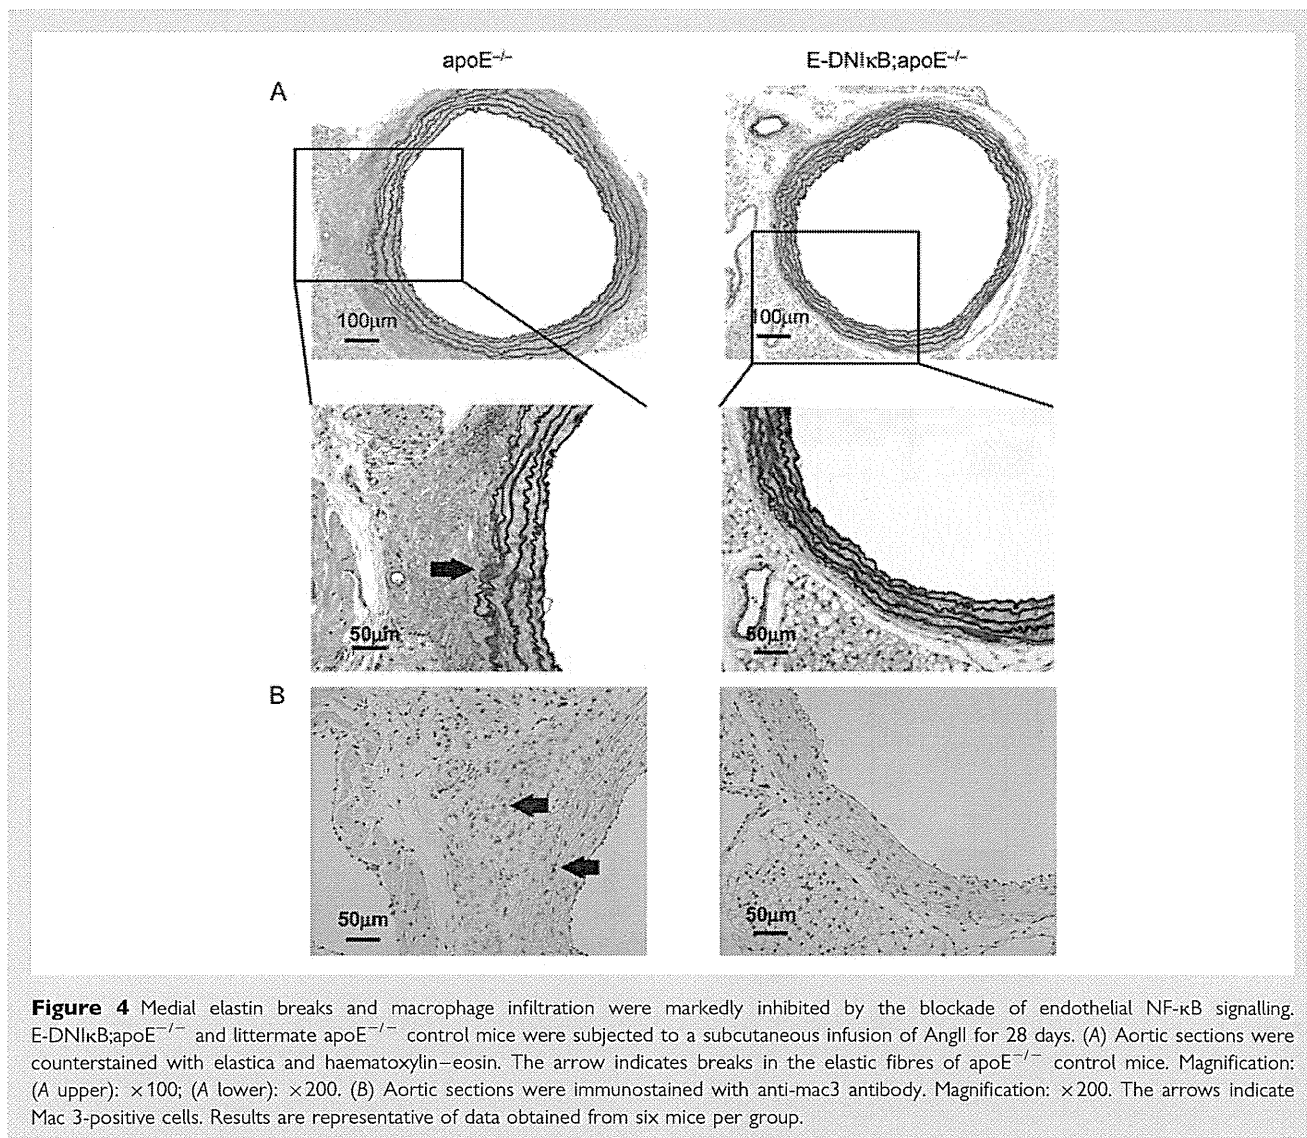 apoE−/− E-DNIκB;apoE−/−
A
100μm 100μm
50μm 50μm
B
50μm 50μm
Figure 4 Medial elastin breaks and macrophage infiltration were markedly inhibited by the blockade of endothelial NF-κB signalling.
E-DNIκB;apoE−/− and littermate apoE−/− control mice were subjected to a subcutaneous infusion of AngII for 28 days. (A) Aortic sections were
counterstained with elastica and haematoxylin–eosin. The arrow indicates breaks in the elastic fibres of apoE−/− control mice. Magnification:
(A upper): ×100; (A lower): ×200. (B) Aortic sections were immunostained with anti-mac3 antibody. Magnification: ×200. The arrows indicate
Mac 3-positive cells. Results are representative of data obtained from six mice per group.